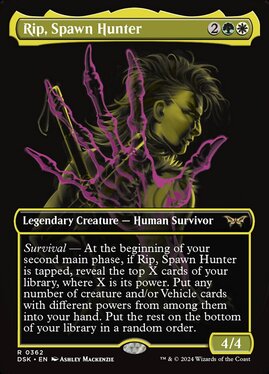 Rip, Spawn Hunter 2
Legendary Creature — Human Survivor
Survival — At the beginning of your
second main phase, if Rip, Spawn Hunter
is tapped, reveal the top X cards of your
library, where X is its power. Put any
number of creature and/or Vehicle cards
with different powers from among them
into your hand. Put the rest on the bottom
of your library in a random order.
4/4
R 0362
DSK • EN ASHLEY MACKENZIE ™ & © 2024 Wizards of the Coast